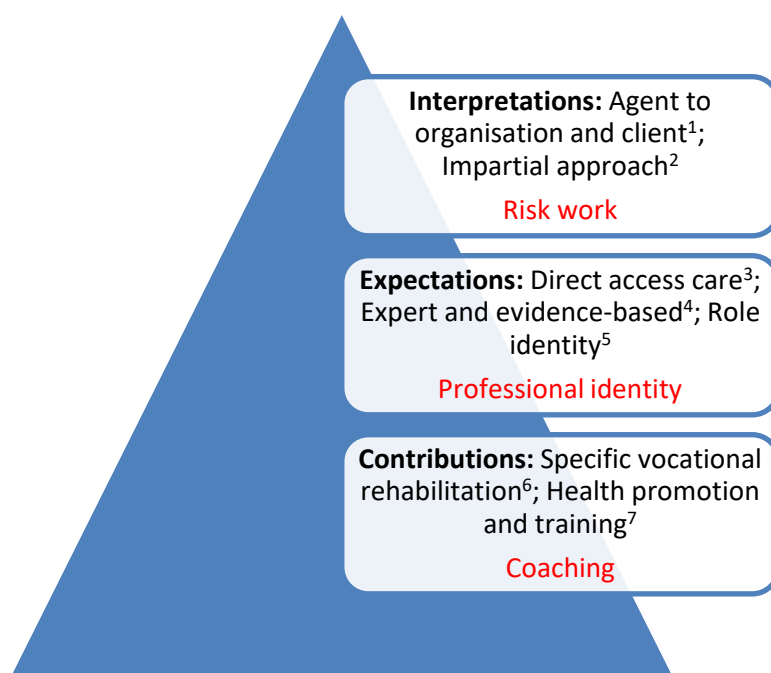 Interpretations: Agent to
organisation and client¹;
Impartial approach²
Risk work
Expectations: Direct access care³;
Expert and evidence-based⁴; Role
identity⁵
Professional identity
Contributions: Specific vocational
rehabilitation⁶; Health promotion
and training⁷
Coaching